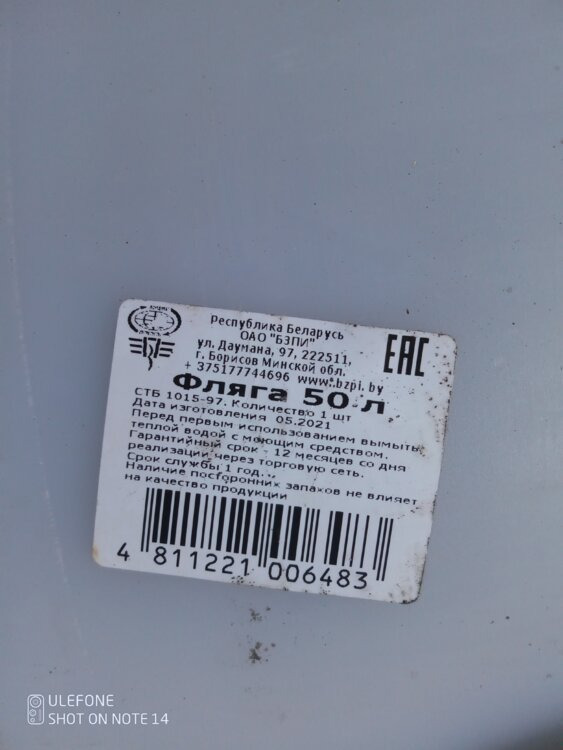 Республика Беларусь
ОАО "БЗПИ"
ул. Даумана, 97, 222511,
г. Борисов Минской обл.
+ 375177744696 www.bzpi.by
EAC
Фляга 50 л
СТБ 1015-97. Количество 1 шт
Дата изготовления 05.2021
Перед первым использованием вымыть
теплой водой с моющим средством.
Гарантийный срок - 12 месяцев со дня
реализации через торговую сеть.
Срок службы 1 год.
Наличие посторонних запахов не влияет
на качество продукции
4 811221 006483
ULEFONE
SHOT ON NOTE 14